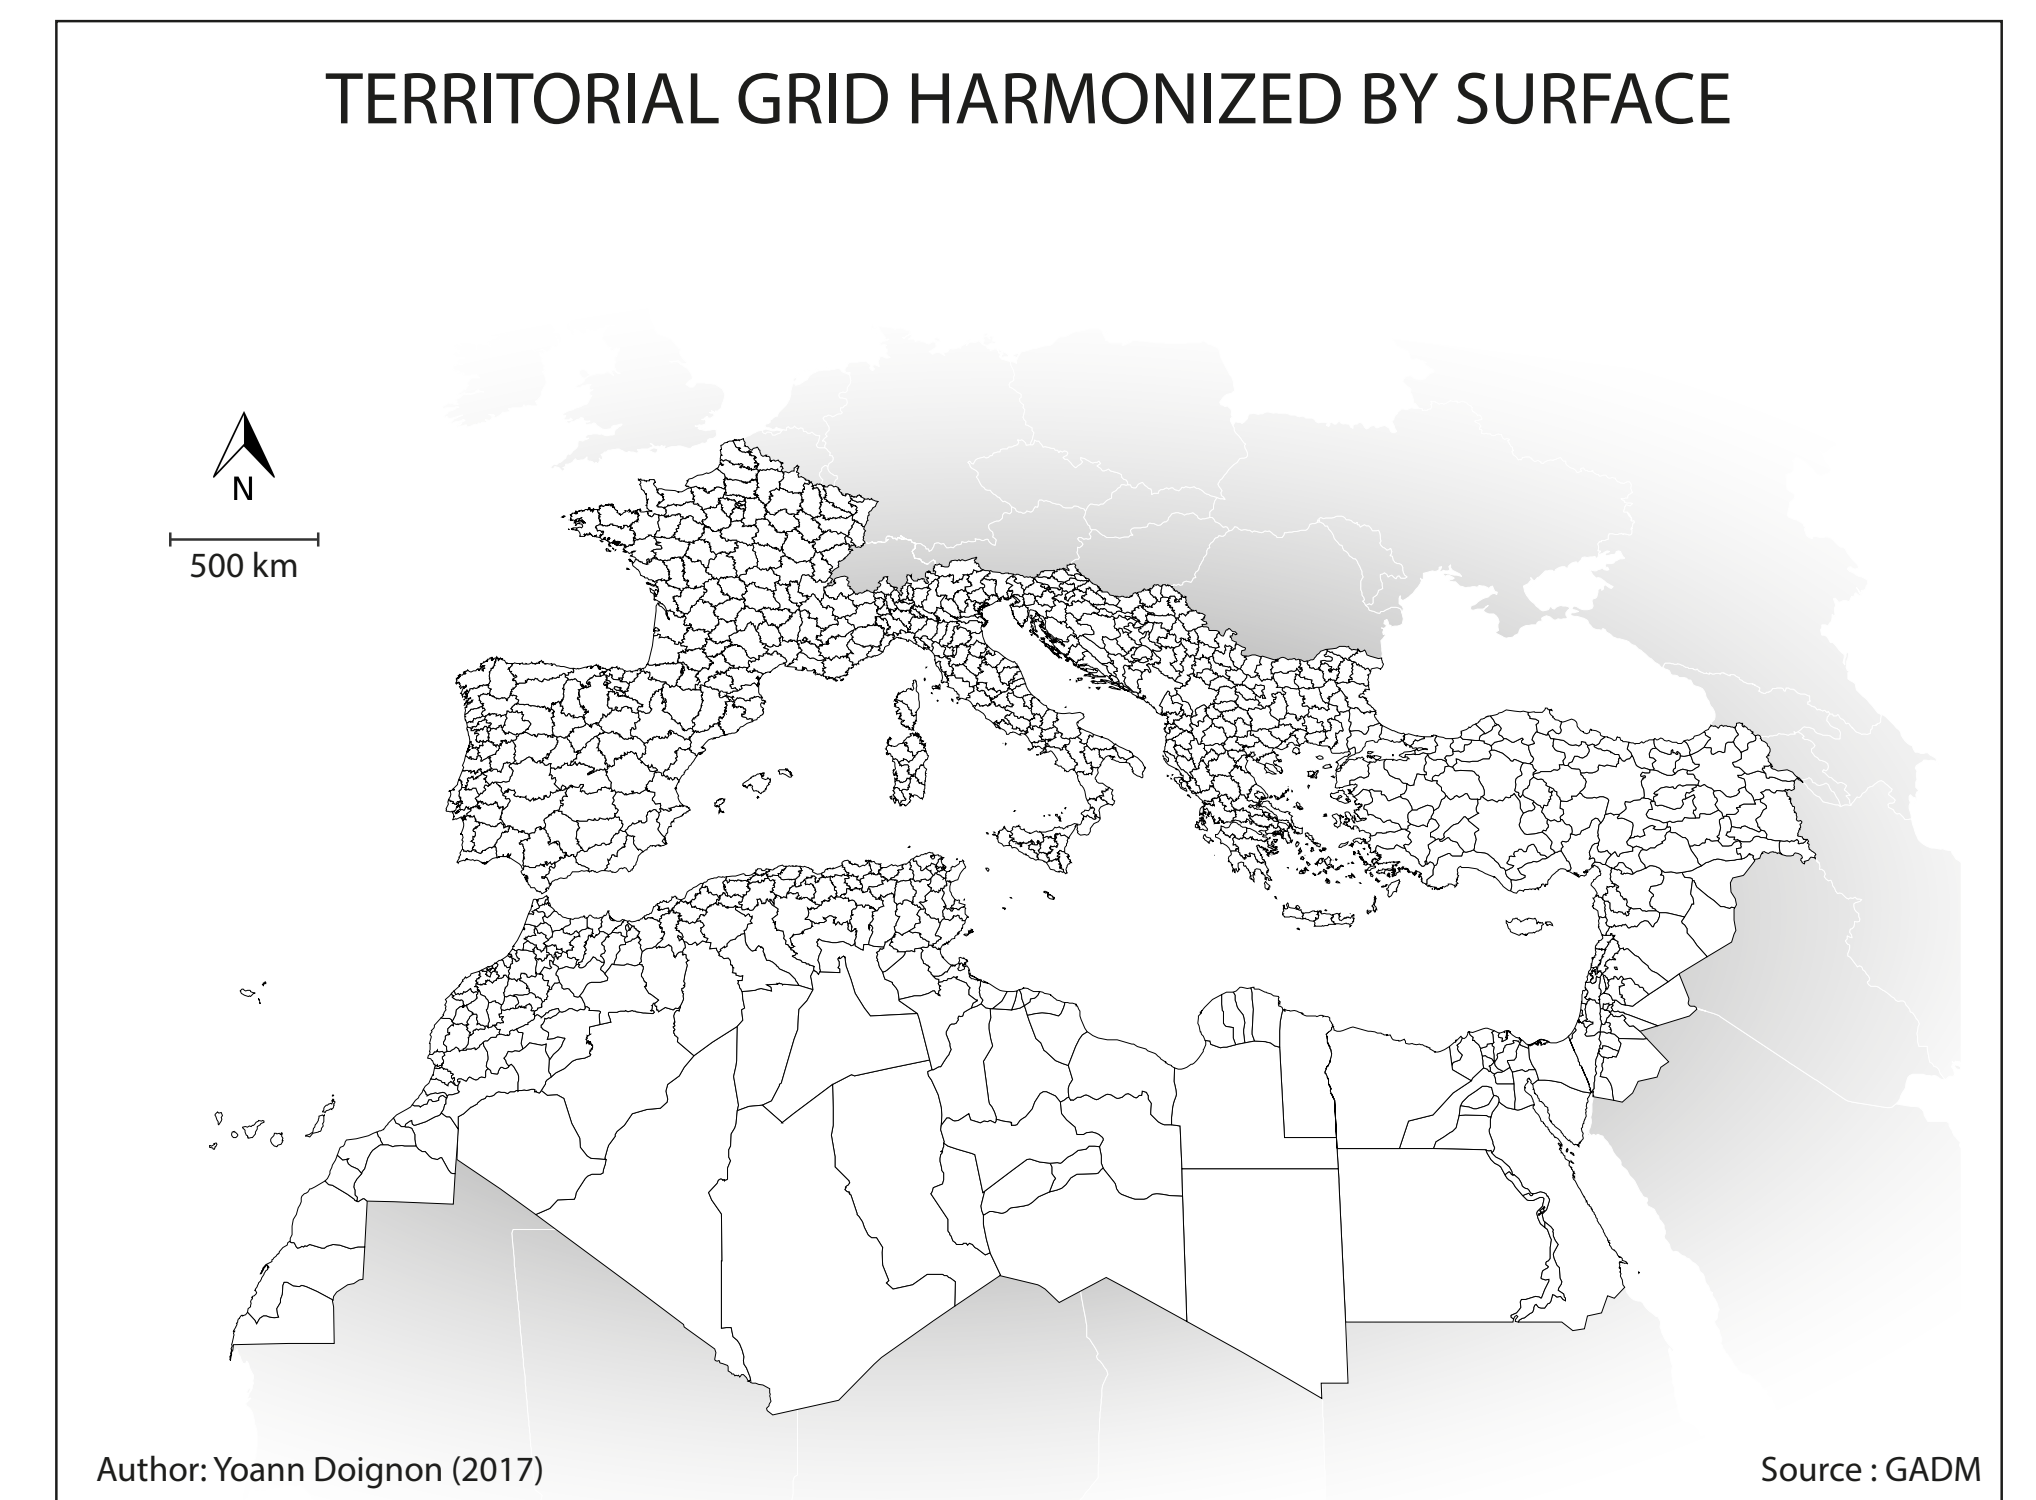 TERRITORIAL GRID HARMONIZED BY SURFACE
N
500 km
Author: Yoann Doignon (2017)
Source : GADM